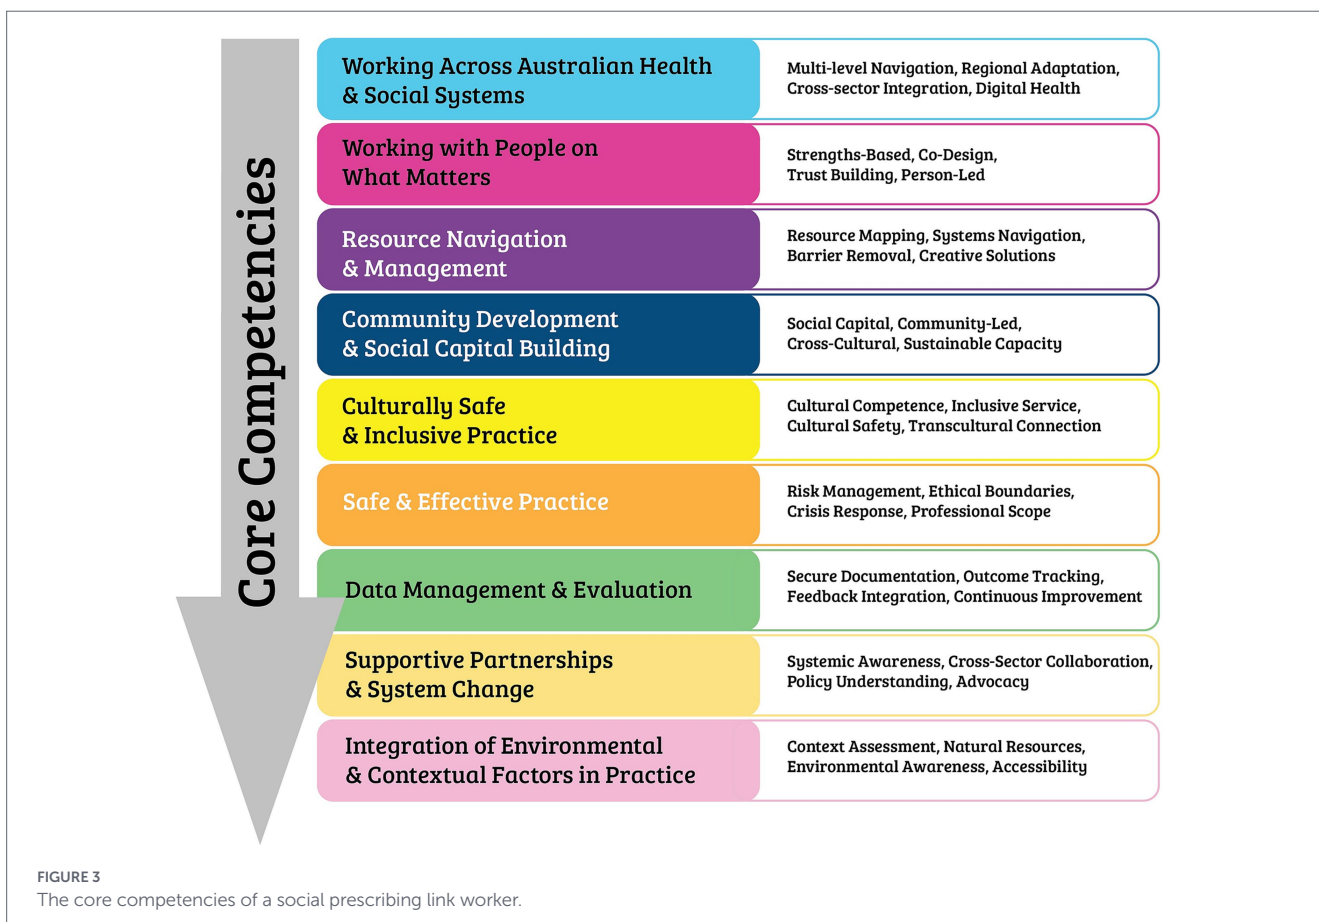 Core Competencies
Working Across Australian Health
& Social Systems
Multi-level Navigation, Regional Adaptation,
Cross-sector Integration, Digital Health
Working with People on
What Matters
Strengths-Based, Co-Design,
Trust Building, Person-Led
Resource Navigation
& Management
Resource Mapping, Systems Navigation,
Barrier Removal, Creative Solutions
Community Development
& Social Capital Building
Social Capital, Community-Led,
Cross-Cultural, Sustainable Capacity
Culturally Safe
& Inclusive Practice
Cultural Competence, Inclusive Service,
Cultural Safety, Transcultural Connection
Safe & Effective Practice
Risk Management, Ethical Boundaries,
Crisis Response, Professional Scope
Data Management & Evaluation
Secure Documentation, Outcome Tracking,
Feedback Integration, Continuous Improvement
Supportive Partnerships
& System Change
Systemic Awareness, Cross-Sector Collaboration,
Policy Understanding, Advocacy
Integration of Environmental
& Contextual Factors in Practice
Context Assessment, Natural Resources,
Environmental Awareness, Accessibility
FIGURE 3
The core competencies of a social prescribing link worker.